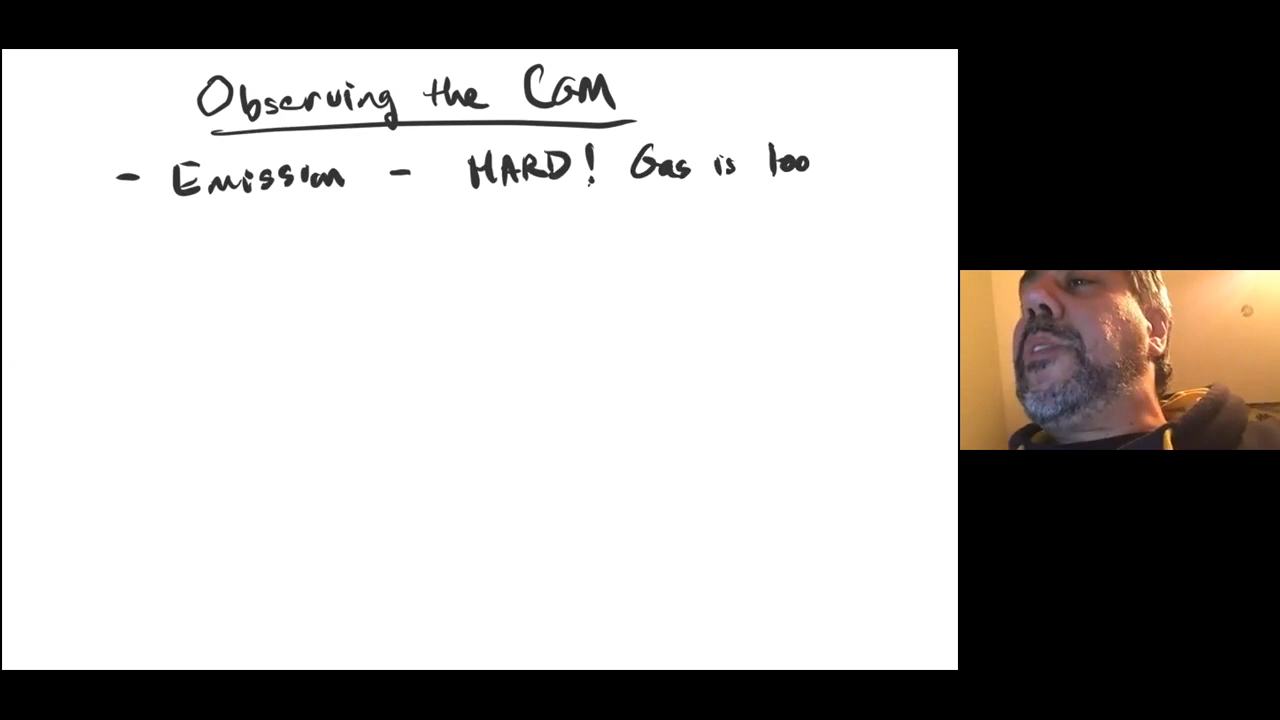 Observing the CGM
- Emission - HARD! Gas is too